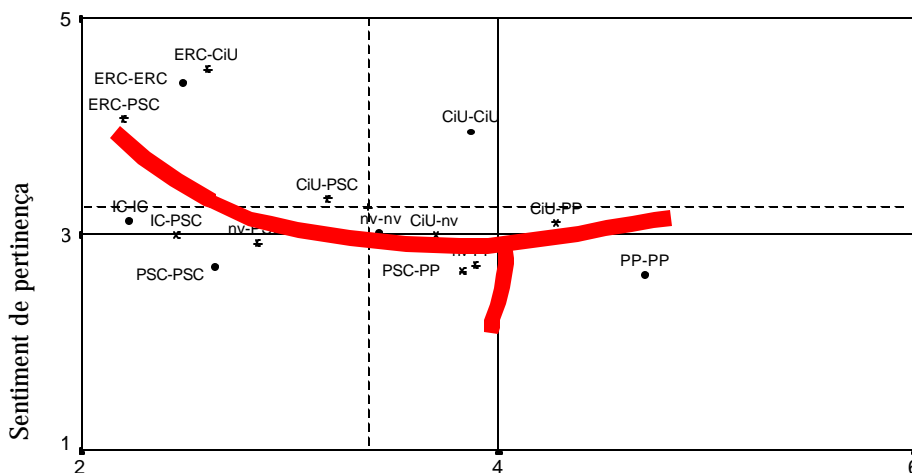 5
ERC-CiU
ERC-ERC
ERC-PSC
CiU-CiU
CiU-PSC
IC-IC
IC-PSC
nv-nv
CiU-nv
CiU-PP
3
PSC-PSC
PSC-PP
PP-PP
Sentiment de pertinença
1
2
4
6